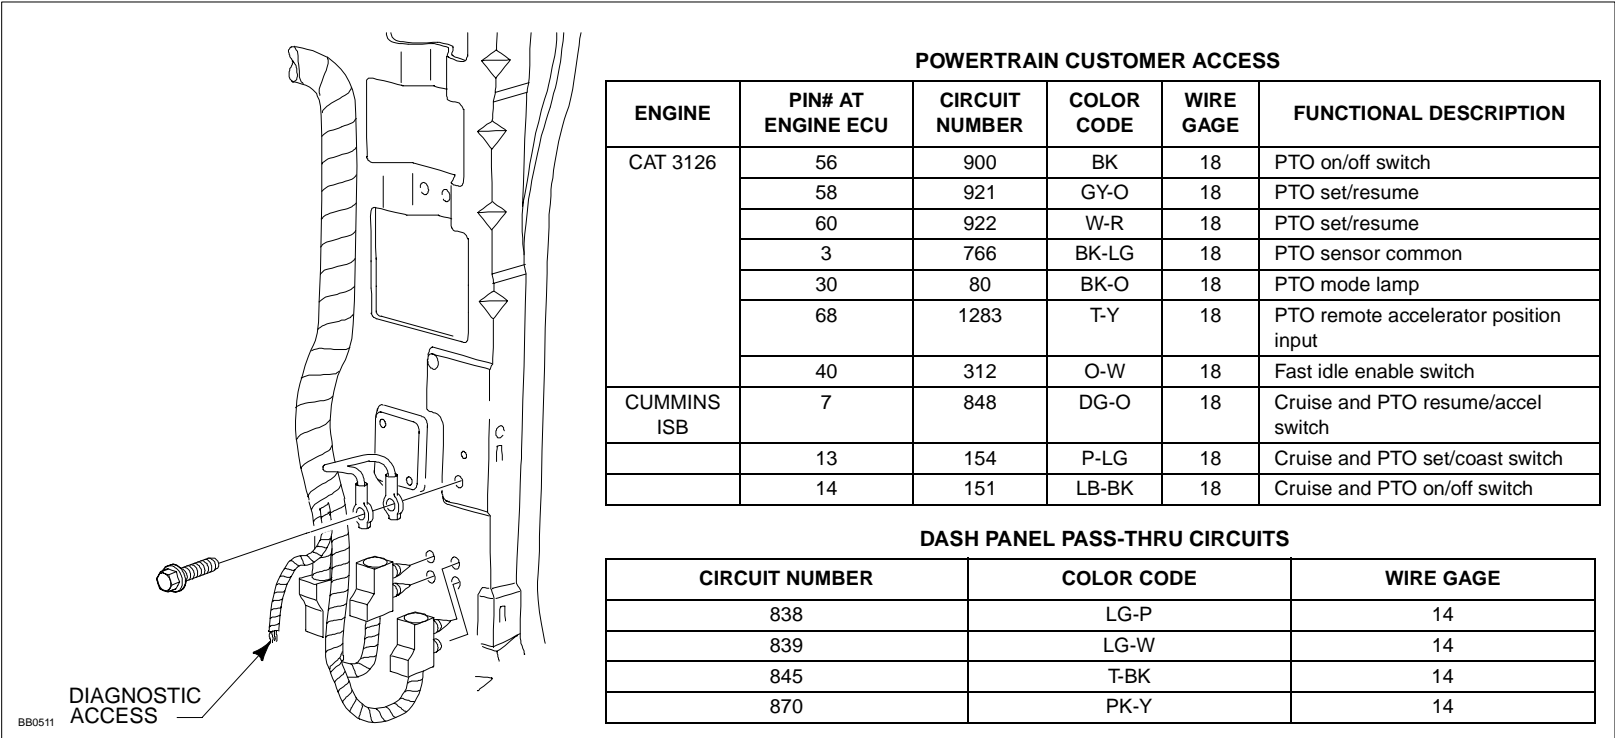 POWERTRAIN CUSTOMER ACCESS
ENGINE PIN# AT ENGINE ECU CIRCUIT NUMBER COLOR CODE WIRE GAGE FUNCTIONAL DESCRIPTION
CAT 3126 56 900 BK 18 PTO on/off switch
58 921 GY-O 18 PTO set/resume
60 922 W-R 18 PTO set/resume
3 766 BK-LG 18 PTO sensor common
30 80 BK-O 18 PTO mode lamp
68 1283 T-Y 18 PTO remote accelerator position
input
40 312 O-W 18 Fast idle enable switch
CUMMINS ISB 7 848 DG-O 18 Cruise and PTO resume/accel
switch
13 154 P-LG 18 Cruise and PTO set/coast switch
14 151 LB-BK 18 Cruise and PTO on/off switch
DASH PANEL PASS-THRU CIRCUITS
CIRCUIT NUMBER COLOR CODE WIRE GAGE
838 LG-P 14
839 LG-W 14
845 T-BK 14
870 PK-Y 14
DIAGNOSTIC
ACCESS
BB0511